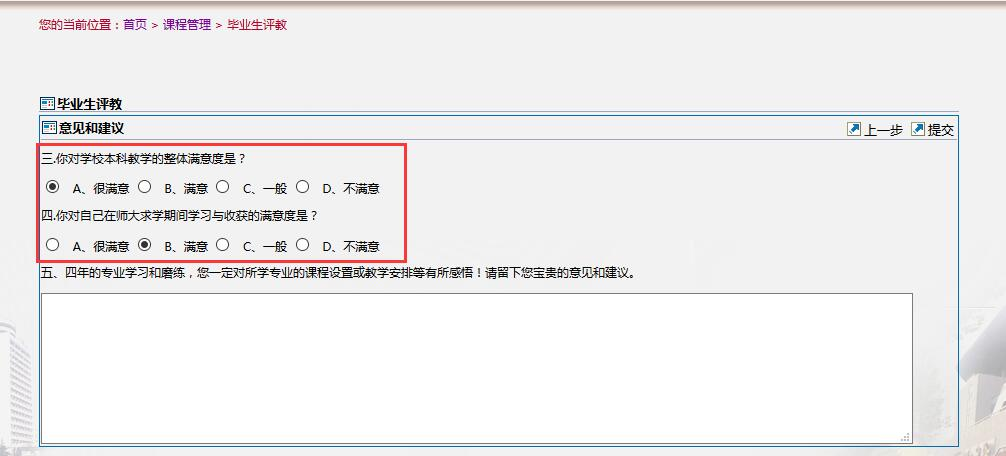 您的当前位置：首页 > 课程管理 > 毕业生评教
毕业生评教
意见和建议 上一步 提交
三.你对学校本科教学的整体满意度是？
A、很满意 B、满意 C、一般 D、不满意
四.你对自己在师大求学期间学习与收获的满意度是？
A、很满意 B、满意 C、一般 D、不满意
五、四年的专业学习和磨练，您一定对所学专业的课程设置或教学安排等有所感悟！请留下您宝贵的意见和建议。